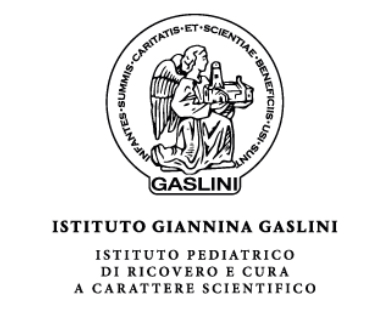 INFANTES·SUMMIS·CARITATIS·ET·SCIENTIAE·BENEFICIIS·USI·SUNT
GASLINI
ISTITUTO GIANNINA GASLINI
ISTITUTO PEDIATRICO
DI RICOVERO E CURA
A CARATTERE SCIENTIFICO